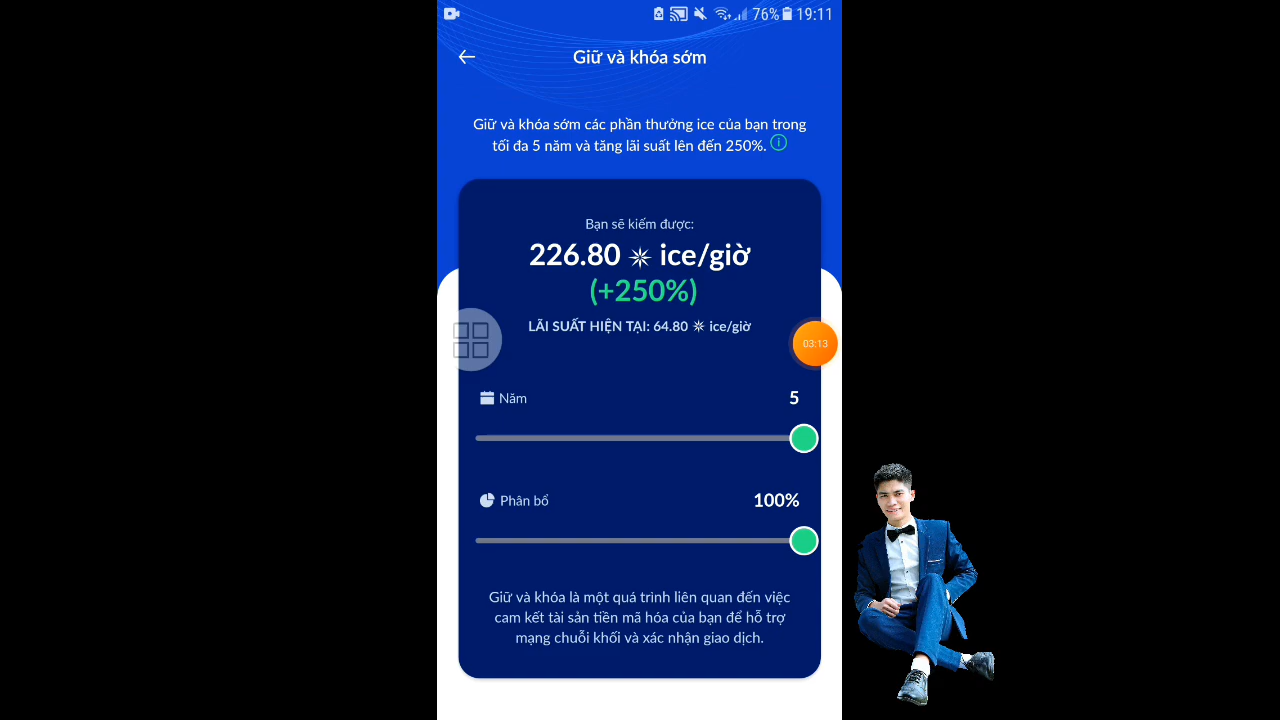 76% 19:11
Giữ và khóa sớm
Giữ và khóa sớm các phần thưởng ice của bạn trong
tối đa 5 năm và tăng lãi suất lên đến 250%.
Bạn sẽ kiếm được:
226.80 ice/giờ
(+250%)
LÃI SUẤT HIỆN TẠI: 64.80 ice/giờ
03:13
Năm 5
Phân bổ 100%
Giữ và khóa là một quá trình liên quan đến việc
cam kết tài sản tiền mã hóa của bạn để hỗ trợ
mạng chuỗi khối và xác nhận giao dịch.